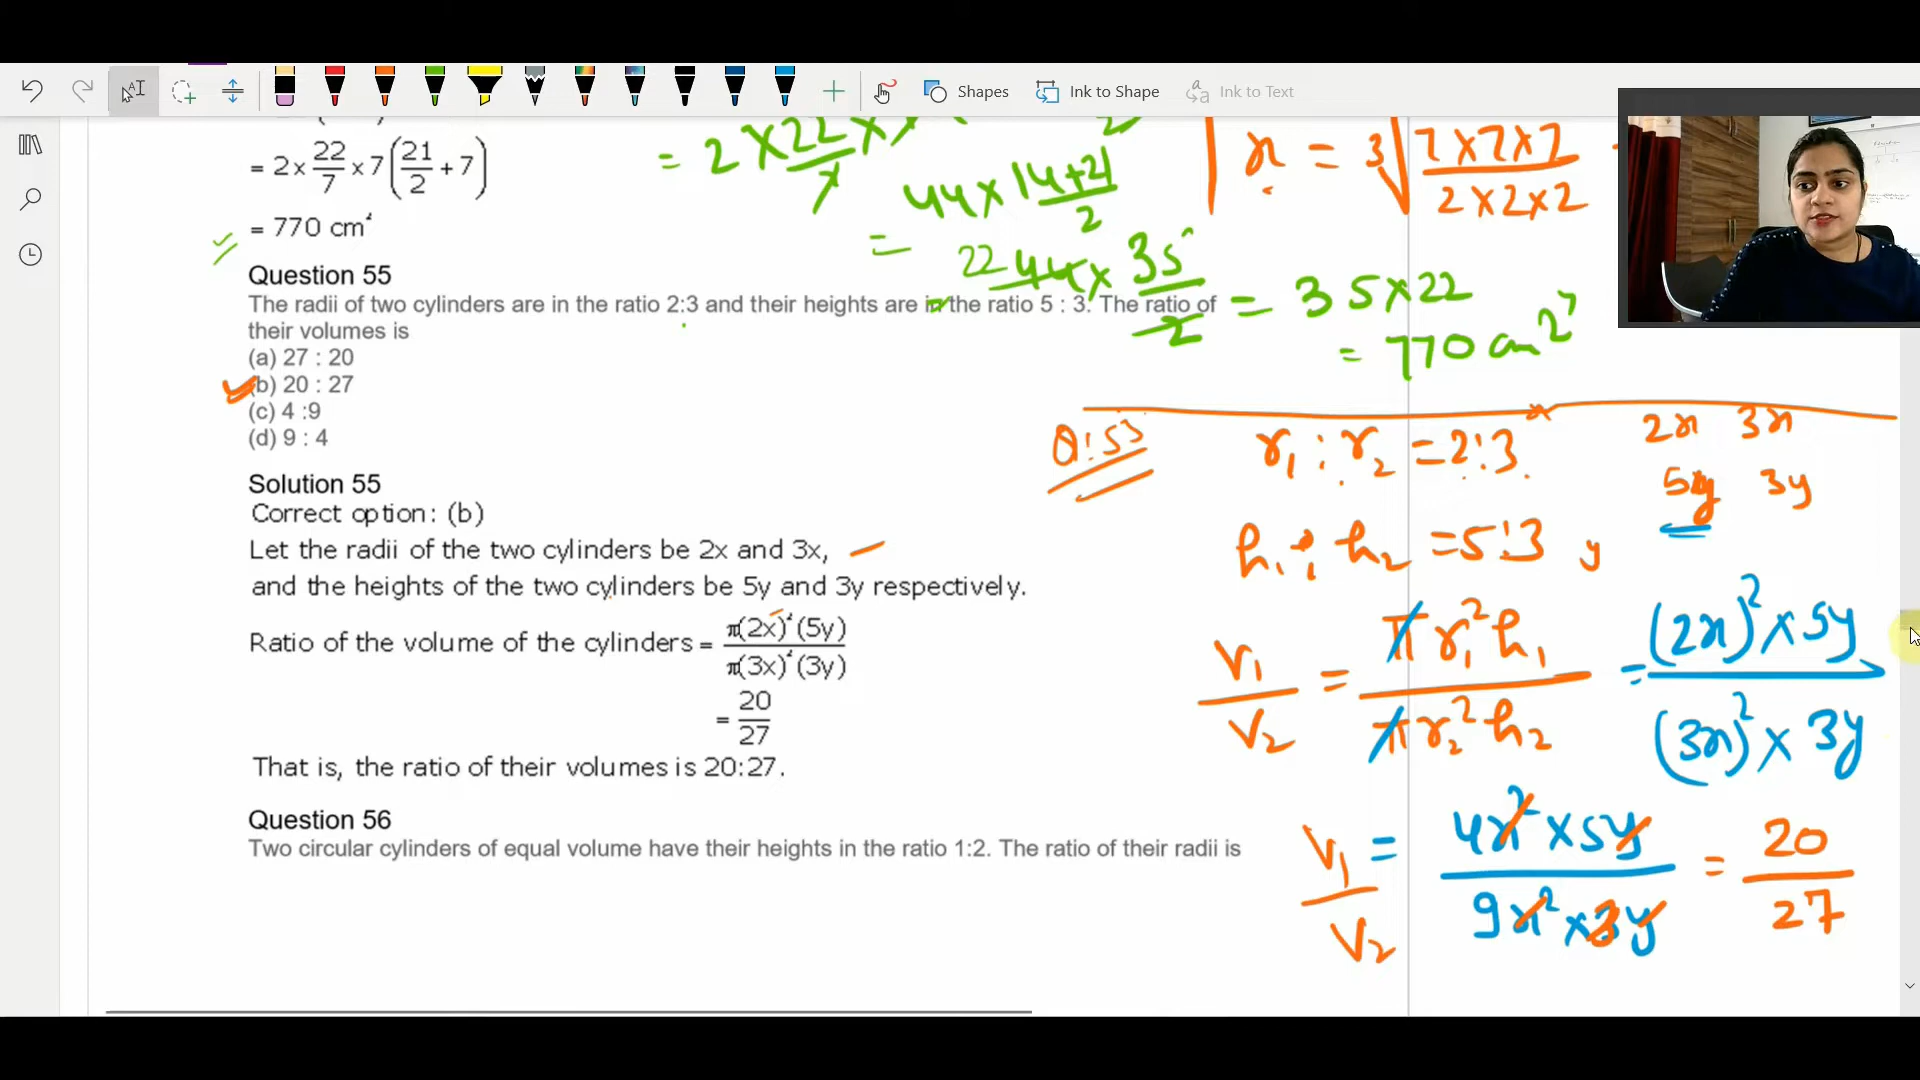 Shapes
Ink to Shape
Ink to Text
= 2× 22/7 ×7(21/2 +7)
= 770 cm²
Question 55
The radii of two cylinders are in the ratio 2:3 and their heights are in the ratio 5 : 3. The ratio of
their volumes is
(a) 27 : 20
(b) 20 : 27
(c) 4 :9
(d) 9 : 4
Solution 55
Correct option: (b)
Let the radii of the two cylinders be 2x and 3x,
and the heights of the two cylinders be 5y and 3y respectively.
Ratio of the volume of the cylinders = π(2x)²(5y) / π(3x)²(3y)
= 20/27
That is, the ratio of their volumes is 20:27.
Question 56
Two circular cylinders of equal volume have their heights in the ratio 1:2. The ratio of their radii is
= 2×22/7 ×
= 44×14+21/2
22 44× 35/2 = 35×22
= 770 cm²
r = 3√ 7×7×7 / 2×2×2
Q:53
r₁ : r₂ = 2:3 x
2x 3x
5y 3y
h₁ : h₂ = 5:3 y
V₁/V₂ = πr₁²h₁ / πr₂²h₂ = (2x)²×5y / (3x)²×3y
V₁/V₂ = 4x²×5y / 9x²×3y = 20/27